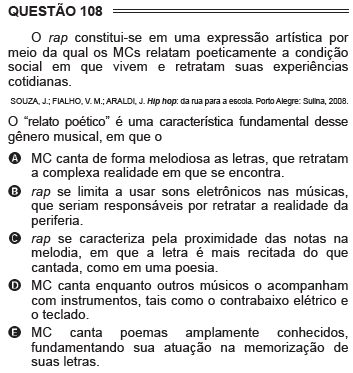 QUESTÃO 108
O rap constitui-se em uma expressão artística por
meio da qual os MCs relatam poeticamente a condição
social em que vivem e retratam suas experiências
cotidianas.
SOUZA, J.; FIALHO, V. M.; ARALDI, J. Hip hop: da rua para a escola. Porto Alegre: Sulina, 2008.
O “relato poético” é uma característica fundamental desse
gênero musical, em que o
A MC canta de forma melodiosa as letras, que retratam
a complexa realidade em que se encontra.
B rap se limita a usar sons eletrônicos nas músicas,
que seriam responsáveis por retratar a realidade da
periferia.
C rap se caracteriza pela proximidade das notas na
melodia, em que a letra é mais recitada do que
cantada, como em uma poesia.
D MC canta enquanto outros músicos o acompanham
com instrumentos, tais como o contrabaixo elétrico e
o teclado.
E MC canta poemas amplamente conhecidos,
fundamentando sua atuação na memorização de
suas letras.